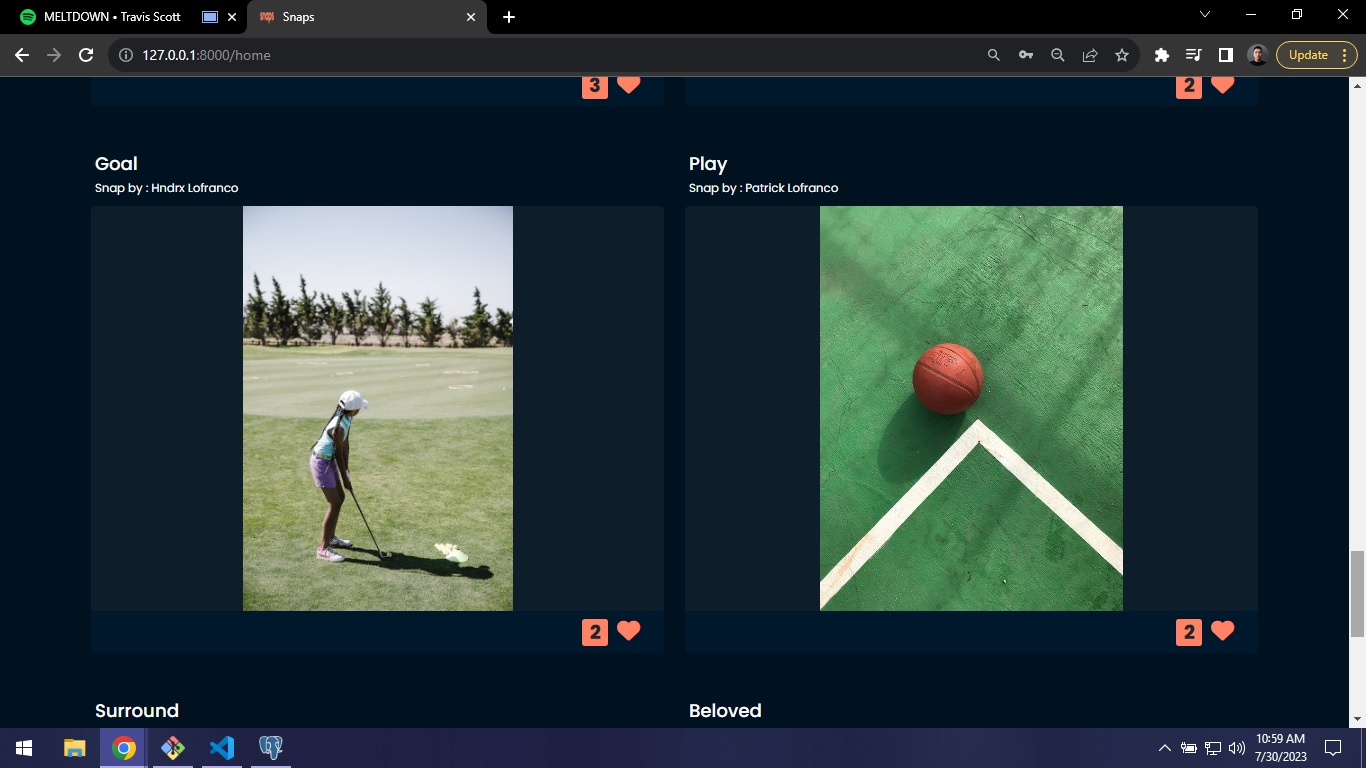 MELTDOWN • Travis Scott
snaps
Snaps
127.0.0.1:8000/home
Update
3
2
Goal
Snap by : Hndrx Lofranco
Play
Snap by : Patrick Lofranco
2
2
Surround
Beloved
10:59 AM
7/30/2023